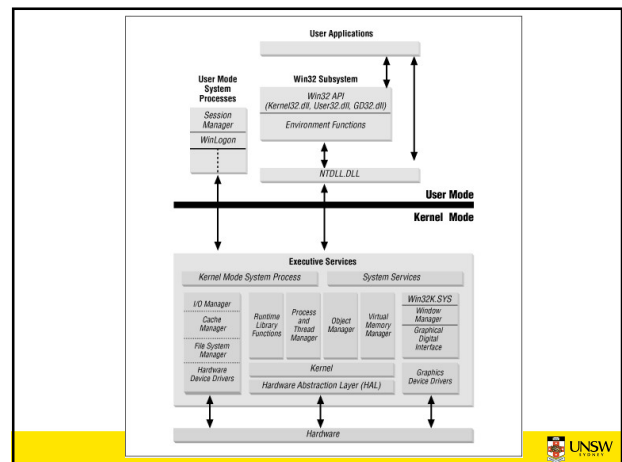 User Applications
User Mode
System
Processes
Session
Manager
WinLogon
Win32 Subsystem
Win32 API
(Kernel32.dll, User32.dll, GD32.dll)
Environment Functions
NTDLL.DLL
User Mode
Kernel Mode
Executive Services
Kernel Mode System Process
System Services
I/O Manager
Cache
Manager
File System
Manager
Hardware
Device Drivers
Runtime
Library
Functions
Process
and
Thread
Manager
Object
Manager
Virtual
Memory
Manager
Win32K.SYS
Window
Manager
Graphical
Digital
Interface
Graphics
Device Drivers
Kernel
Hardware Abstraction Layer (HAL)
Hardware
UNSW
SYDNEY